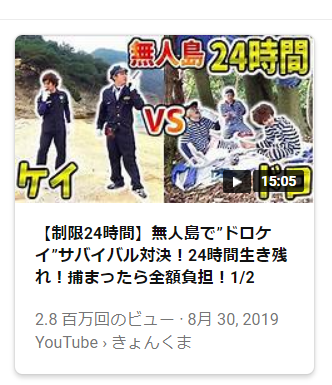 無人島 24時間
VS
ケイ
ドロ
15:05
【制限24時間】無人島で”ドロケ
イ”サバイバル対決！24時間生き残
れ！捕まったら全額負担！1/2
2.8 百万回のビュー · 8月 30, 2019
YouTube › きょんくま